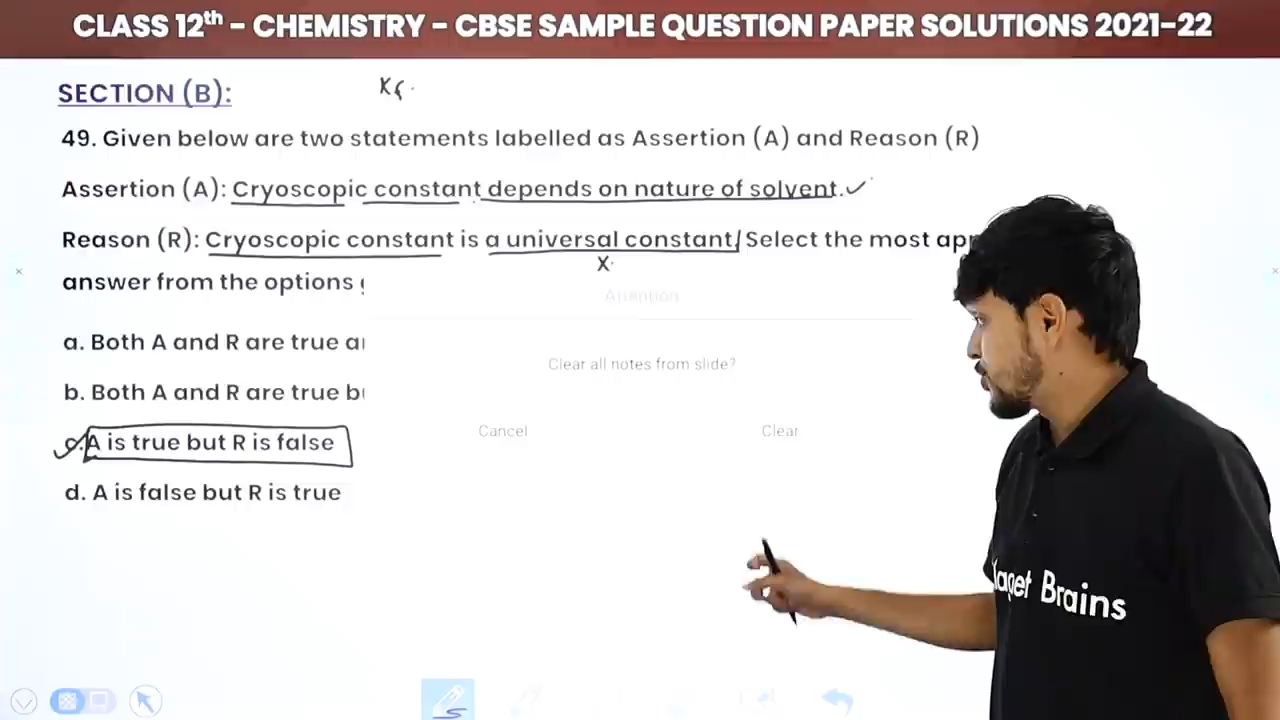 CLASS 12th – CHEMISTRY – CBSE SAMPLE QUESTION PAPER SOLUTIONS 2021–22
SECTION (B):
Kf
49. Given below are two statements labelled as Assertion (A) and Reason (R)
Assertion (A): Cryoscopic constant depends on nature of solvent.
Reason (R): Cryoscopic constant is a universal constant. Select the most
x
answer from the options
Attention
a. Both A and R are true
Clear all notes from slide?
b. Both A and R are true
Cancel Clear
c. A is true but R is false
d. A is false but R is true
Brains